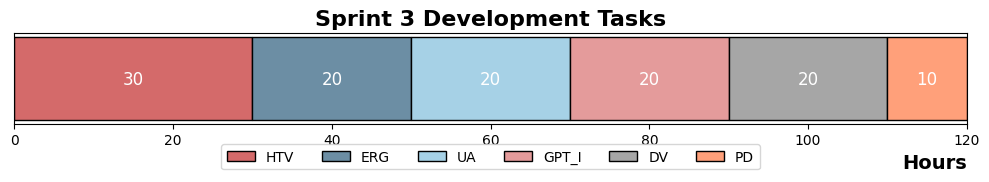 Sprint 3 Development Tasks
30 20 20 20 20 10
0 20 40 60 80 100 120
HTV ERG UA GPT_I DV PD
Hours